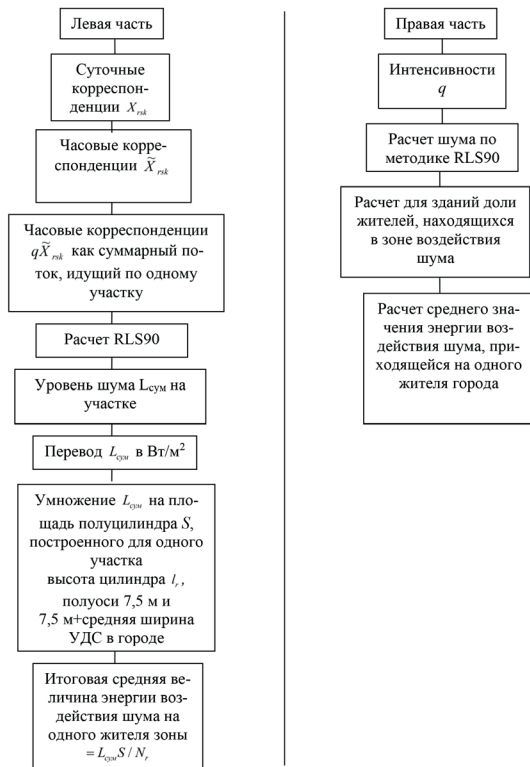 Левая часть
Суточные
корреспон-
денции X_rsk
Часовые корре-
спонденции X̃_rsk
Часовые корреспонденции
qX̃_rsk как суммарный по-
ток, идущий по одному
участку
Расчет RLS90
Уровень шума Lсум на
участке
Перевод L_сум в Вт/м²
Умножение L_сум на пло-
щадь полуцилиндра S,
построенного для одного
участка
высота цилиндра l_r,
полуоси 7,5 м и
7,5 м+средняя ширина
УДС в городе
Итоговая средняя ве-
личина энергии воз-
действия шума на
одного жителя зоны
= L_сум S / N_r
Правая часть
Интенсивности
q
Расчет шума по
методике RLS90
Расчет для зданий доли
жителей, находящихся
в зоне воздействия
шума
Расчет среднего зна-
чения энергии воз-
действия шума, при-
ходящейся на одного
жителя города